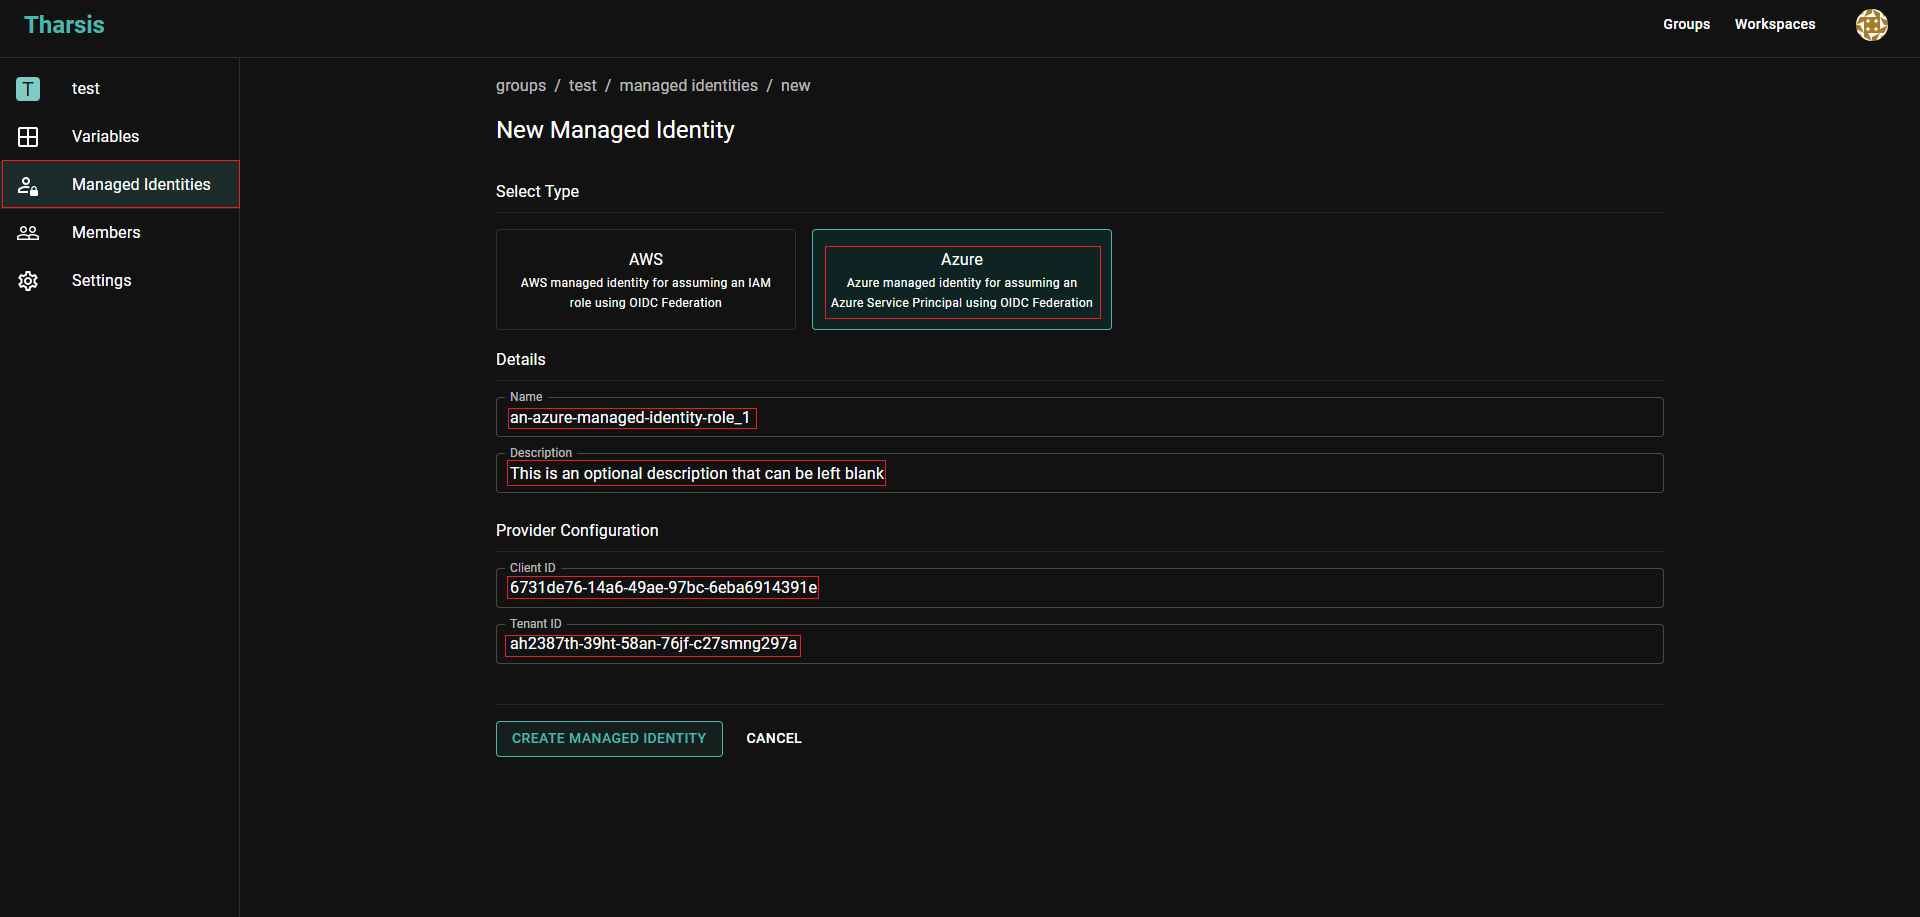 Tharsis
Groups
Workspaces
T
test
Variables
Managed Identities
Members
Settings
groups / test / managed identities / new
New Managed Identity
Select Type
AWS
AWS managed identity for assuming an IAM
role using OIDC Federation
Azure
Azure managed identity for assuming an
Azure Service Principal using OIDC Federation
Details
Name
an-azure-managed-identity-role_1
Description
This is an optional description that can be left blank
Provider Configuration
Client ID
6731de76-14a6-49ae-97bc-6eba6914391e
Tenant ID
ah2387th-39ht-58an-76jf-c27smng297a
CREATE MANAGED IDENTITY
CANCEL